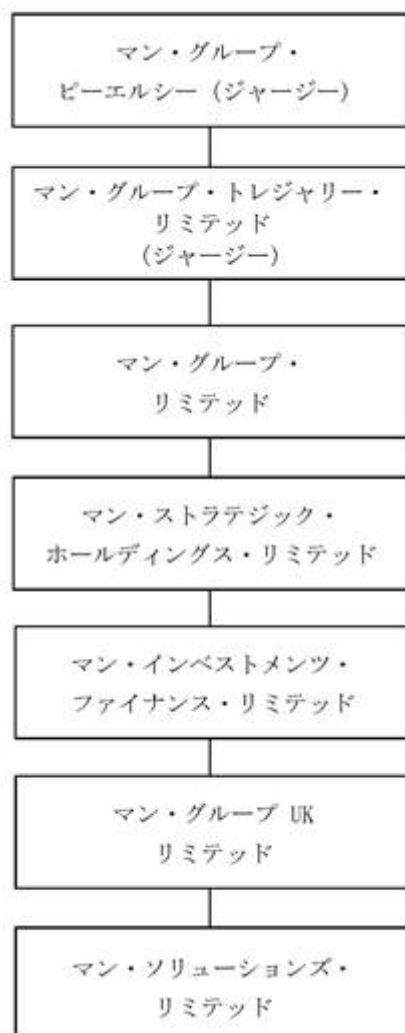 マン・グループ・
ピーエルシー (ジャージー)
マン・グループ・トレジャリー・
リミテッド
(ジャージー)
マン・グループ・
リミテッド
マン・ストラテジック・
ホールディングス・リミテッド
マン・インベストメンツ・
ファイナンス・リミテッド
マン・グループ UK
リミテッド
マン・ソリューションズ・
リミテッド